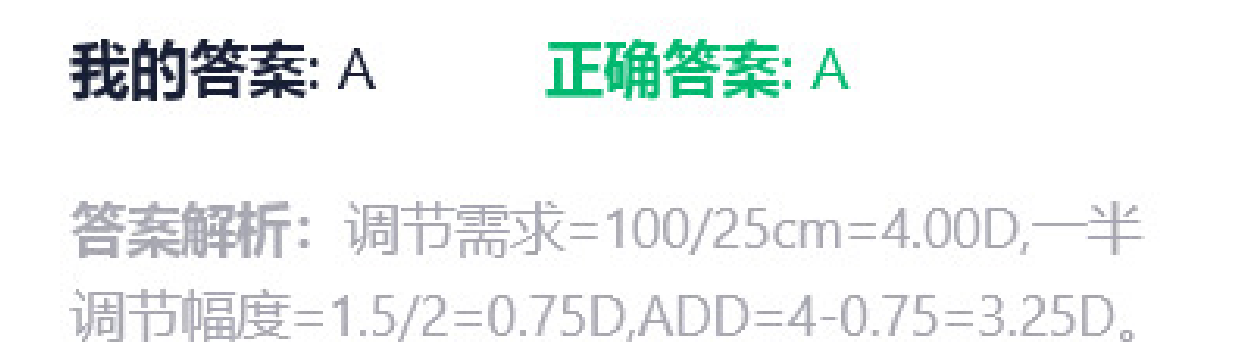 我的答案: A 正确答案: A
答案解析：调节需求=100/25cm=4.00D,一半
调节幅度=1.5/2=0.75D,ADD=4-0.75=3.25D。